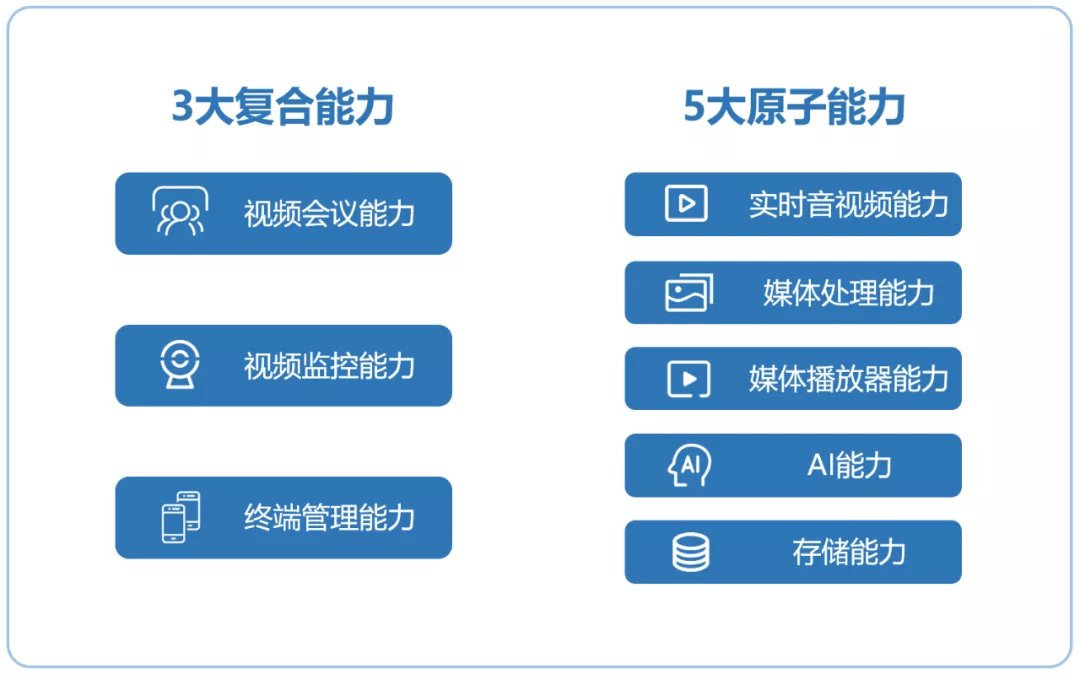 3大复合能力
视频会议能力
视频监控能力
终端管理能力
5大原子能力
实时音视频能力
媒体处理能力
媒体播放器能力
AI
AI能力
存储能力